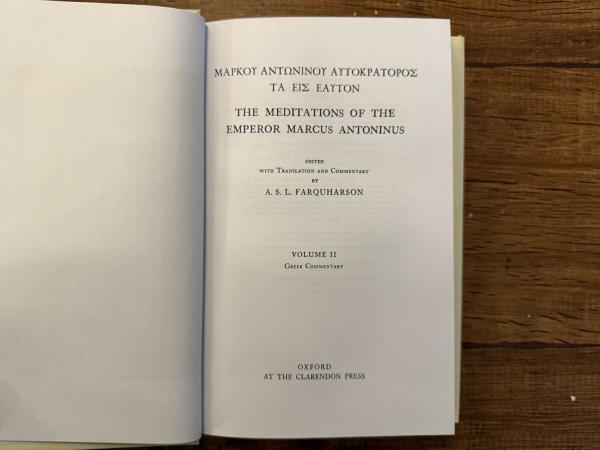 ΜΑΡΚΟΥ ΑΝΤΩΝΙΝΟΥ ΑΥΤΟΚΡΑΤΟΡΟΣ
ΤΑ ΕΙΣ ΕΑΥΤΟΝ
THE MEDITATIONS OF THE
EMPEROR MARCUS ANTONINUS
EDITED
WITH TRANSLATION AND COMMENTARY
BY
A. S. L. FARQUHARSON
VOLUME II
GREEK COMMENTARY
OXFORD
AT THE CLARENDON PRESS